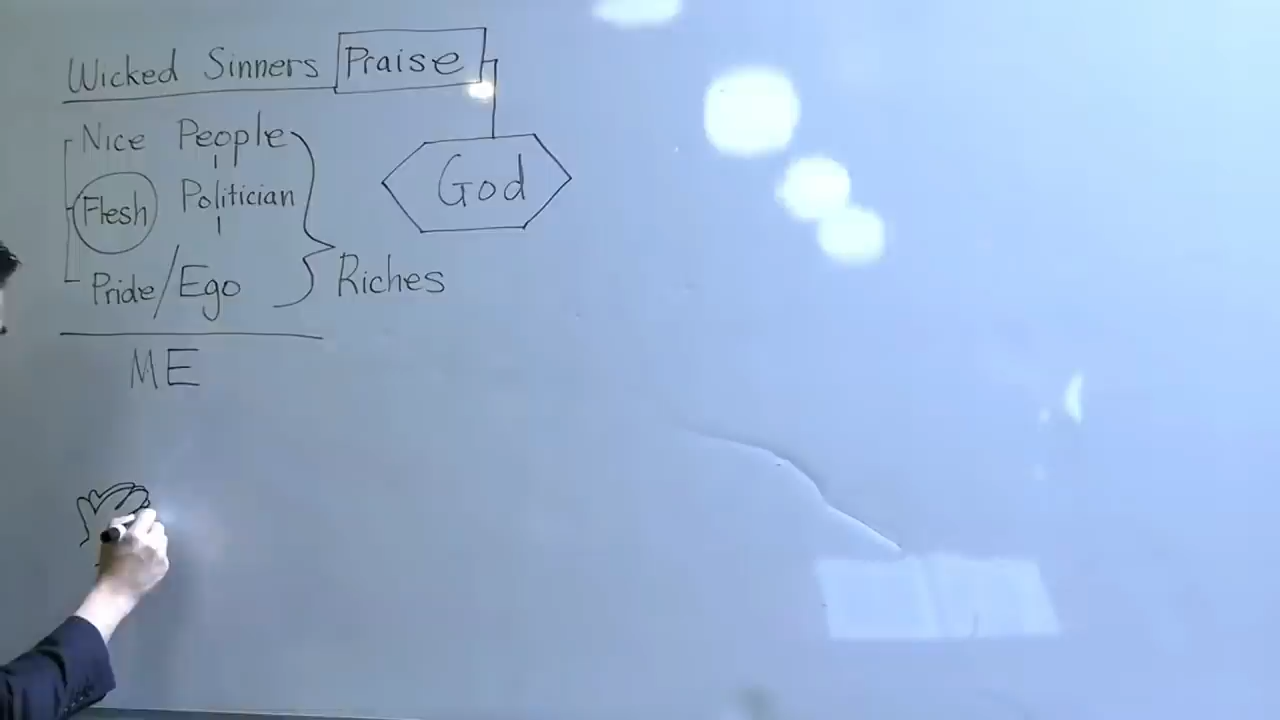 Wicked Sinners Praise
God
Nice People
Flesh Politician
Pride/Ego
Riches
ME